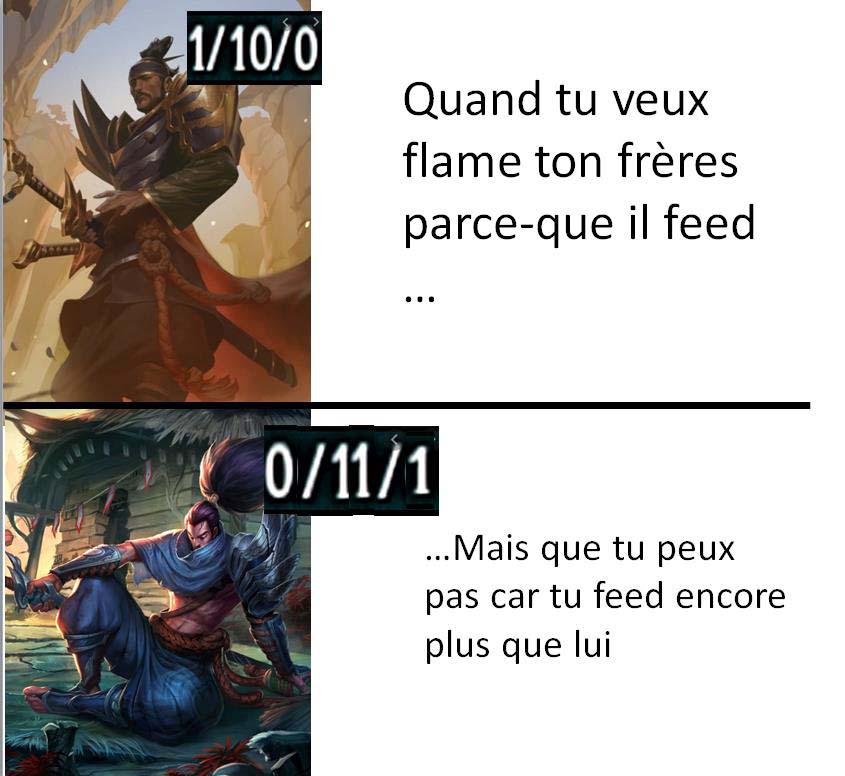 1/10/0
Quand tu veux
flame ton frères
parce-que il feed
...
0/11/1
...Mais que tu peux
pas car tu feed encore
plus que lui